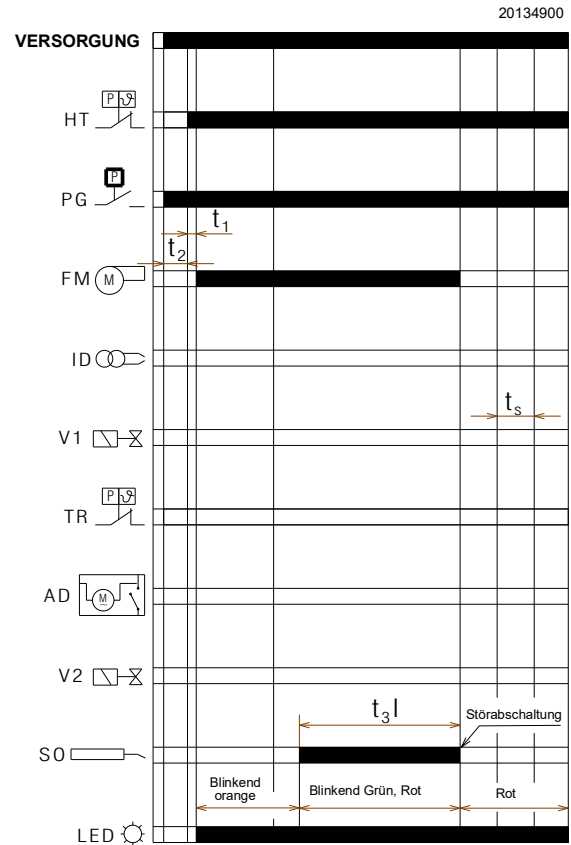 20134900
VERSORGUNG
P ϑ
HT
P
PG
t1
t2
FM M
ID
ts
V1
P ϑ
TR
AD M ~
V2
t3l
Störabschaltung
SO
Blinkend
orange
Blinkend Grün, Rot
Rot
LED